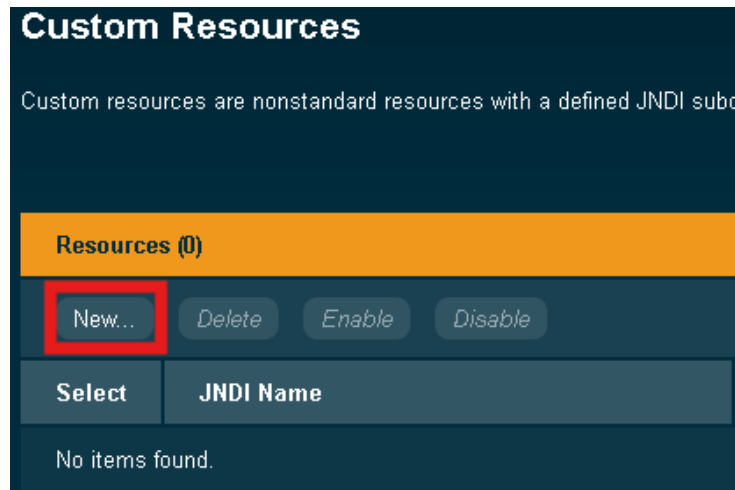 Custom Resources
Custom resources are nonstandard resources with a defined JNDI
Resources (0)
New... Delete Enable Disable
Select JNDI Name
No items found.